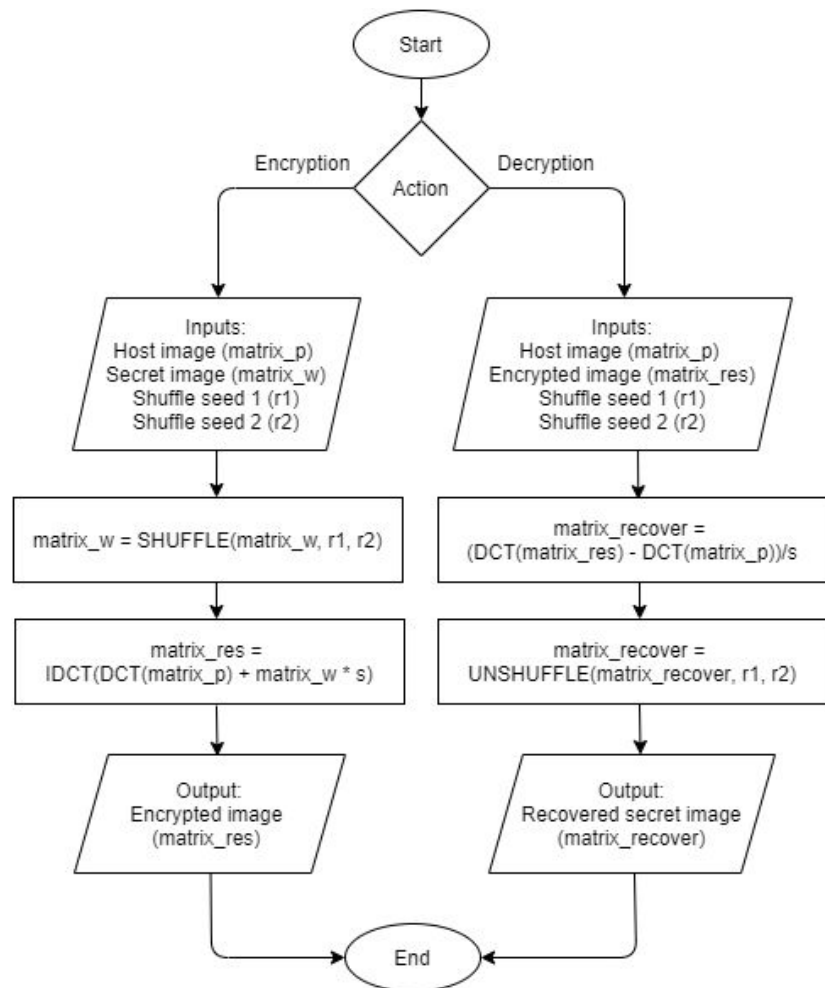 Start
Action
Encryption
Decryption
Inputs:
Host image (matrix_p)
Secret image (matrix_w)
Shuffle seed 1 (r1)
Shuffle seed 2 (r2)
matrix_w = SHUFFLE(matrix_w, r1, r2)
matrix_res =
IDCT(DCT(matrix_p) + matrix_w * s)
Output:
Encrypted image
(matrix_res)
Inputs:
Host image (matrix_p)
Encrypted image (matrix_res)
Shuffle seed 1 (r1)
Shuffle seed 2 (r2)
matrix_recover =
(DCT(matrix_res) - DCT(matrix_p))/s
matrix_recover =
UNSHUFFLE(matrix_recover, r1, r2)
Output:
Recovered secret image
(matrix_recover)
End